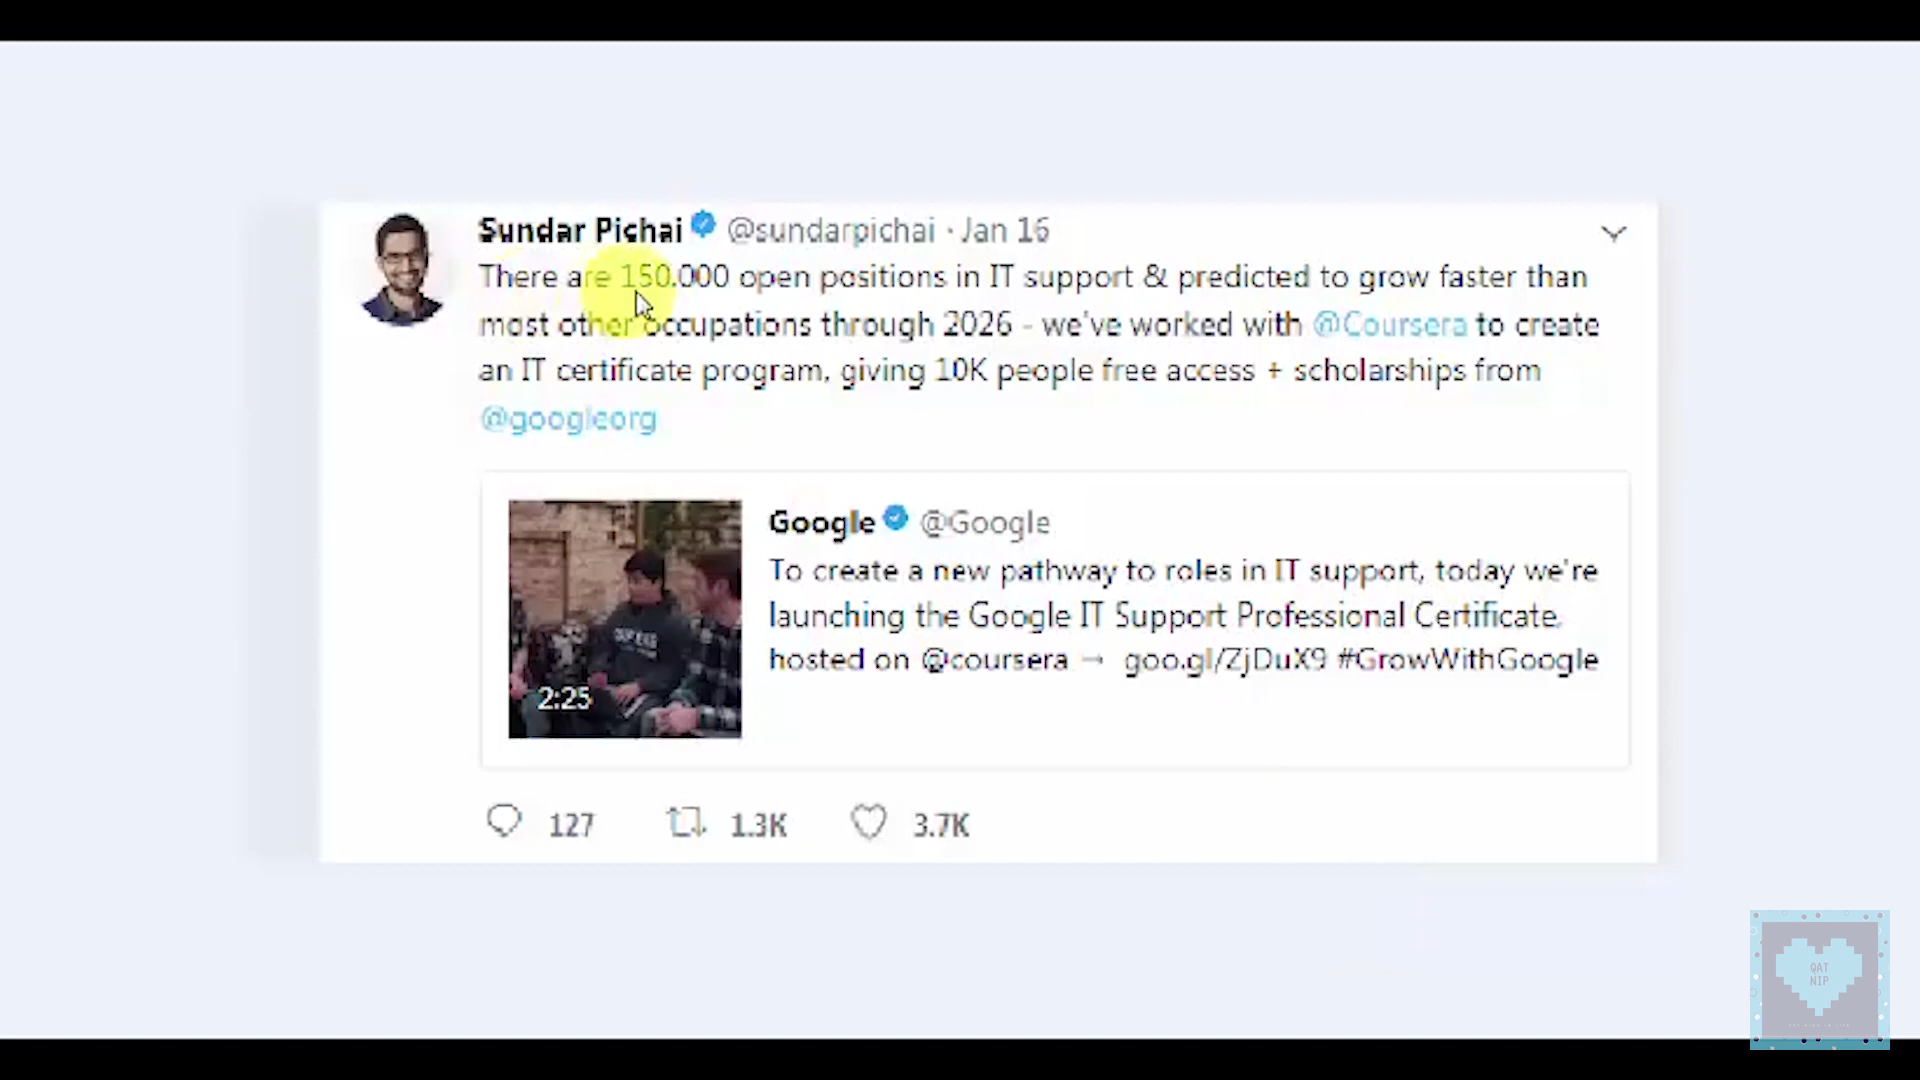 Sundar Pichai @sundarpichai · Jan 16
There are 150,000 open positions in IT support & predicted to grow faster than
most other occupations through 2026 - we've worked with @Coursera to create
an IT certificate program, giving 10K people free access + scholarships from
@googleorg
Google @Google
To create a new pathway to roles in IT support, today we're
launching the Google IT Support Professional Certificate,
hosted on @coursera → goo.gl/ZjDuX9 #GrowWithGoogle
2:25
127 1.3K 3.7K
QAT
NIP